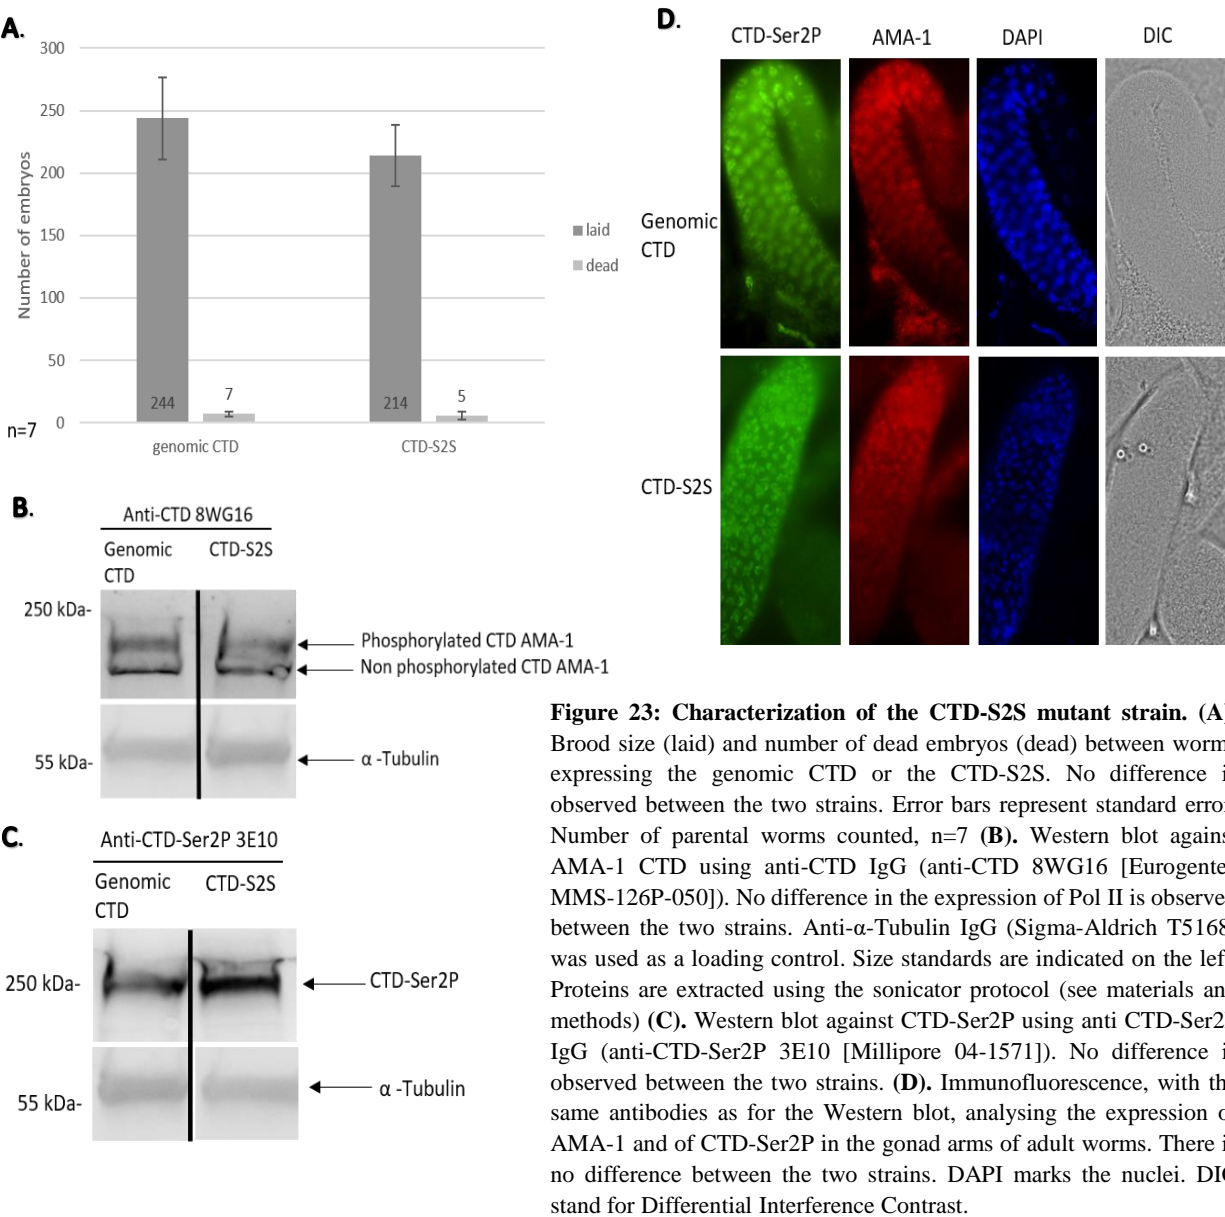 A.
300
250
200
150
100
50
0
Number of embryos
244
7
214
5
genomic CTD
CTD-S2S
laid
dead
n=7
B.
Anti-CTD 8WG16
Genomic CTD-S2S
CTD
250 kDa-
Phosphorylated CTD AMA-1
Non phosphorylated CTD AMA-1
55 kDa-
α -Tubulin
C.
Anti-CTD-Ser2P 3E10
Genomic CTD-S2S
CTD
250 kDa-
CTD-Ser2P
55 kDa-
α -Tubulin
D.
CTD-Ser2P AMA-1 DAPI DIC
Genomic
CTD
CTD-S2S
Figure 23: Characterization of the CTD-S2S mutant strain. (A)
Brood size (laid) and number of dead embryos (dead) between worm
expressing the genomic CTD or the CTD-S2S. No difference i
observed between the two strains. Error bars represent standard error
Number of parental worms counted, n=7 (B). Western blot agains
AMA-1 CTD using anti-CTD IgG (anti-CTD 8WG16 [Eurogente
MMS-126P-050]). No difference in the expression of Pol II is observe
between the two strains. Anti-α-Tubulin IgG (Sigma-Aldrich T5168
was used as a loading control. Size standards are indicated on the lef
Proteins are extracted using the sonicator protocol (see materials an
methods) (C). Western blot against CTD-Ser2P using anti CTD-Ser2
IgG (anti-CTD-Ser2P 3E10 [Millipore 04-1571]). No difference i
observed between the two strains. (D). Immunofluorescence, with th
same antibodies as for the Western blot, analysing the expression o
AMA-1 and of CTD-Ser2P in the gonad arms of adult worms. There i
no difference between the two strains. DAPI marks the nuclei. DIC
stand for Differential Interference Contrast.